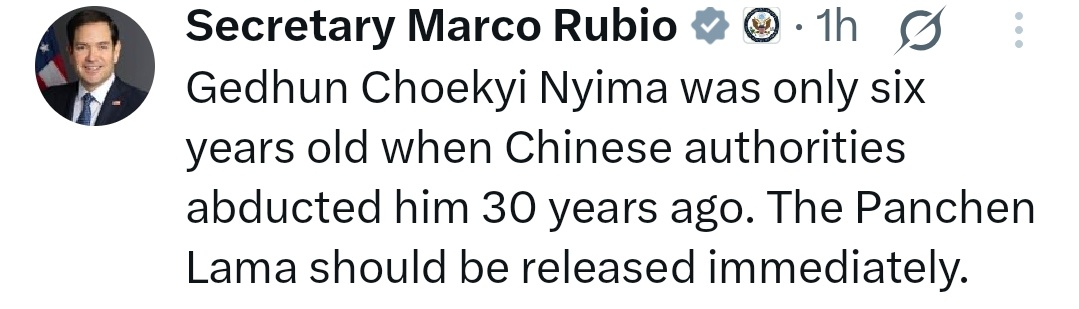 Secretary Marco Rubio · 1h
Gedhun Choekyi Nyima was only six
years old when Chinese authorities
abducted him 30 years ago. The Panchen
Lama should be released immediately.